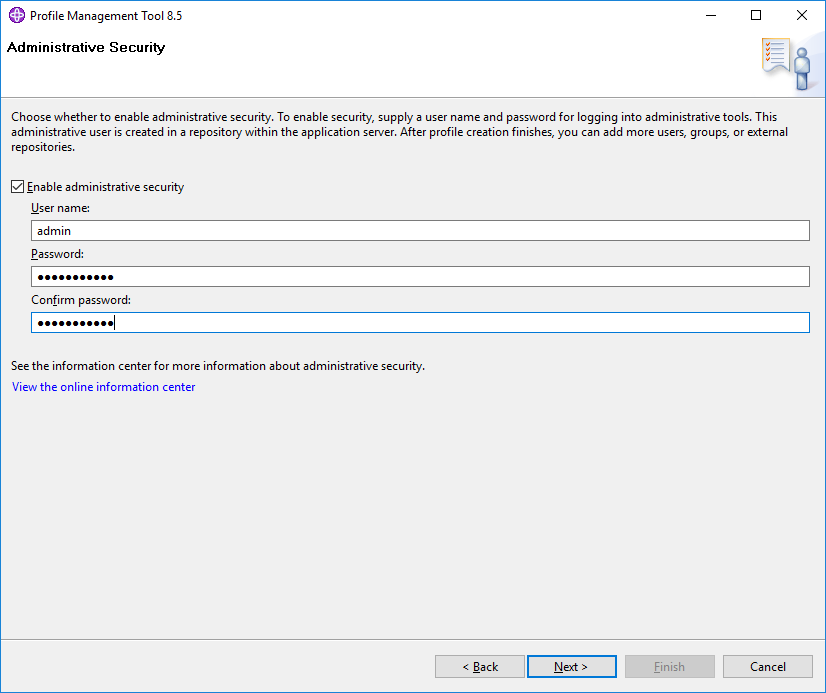 Profile Management Tool 8.5
Administrative Security
Choose whether to enable administrative security. To enable security, supply a user name and password for logging into administrative tools. This
administrative user is created in a repository within the application server. After profile creation finishes, you can add more users, groups, or external
repositories.
Enable administrative security
User name:
admin
Password:
●●●●●●●●●●●
Confirm password:
●●●●●●●●●●●
See the information center for more information about administrative security.
View the online information center
< Back
Next >
Finish
Cancel